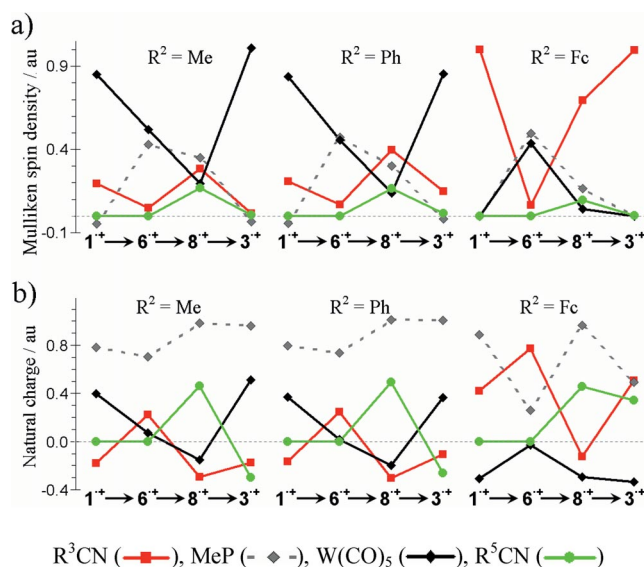 a)
R² = Me R² = Ph R² = Fc
Mulliken spin density / au
0.9
0.4
-0.1
1·⁺ → 6·⁺ → 8·⁺ → 3·⁺ 1·⁺ → 6·⁺ → 8·⁺ → 3·⁺ 1·⁺ → 6·⁺ → 8·⁺ → 3·⁺
b)
R² = Me R² = Ph R² = Fc
Natural charge / au
0.8
0.4
0.0
-0.4
1·⁺ → 6·⁺ → 8·⁺ → 3·⁺ 1·⁺ → 6·⁺ → 8·⁺ → 3·⁺ 1·⁺ → 6·⁺ → 8·⁺ → 3·⁺
R³CN ( ), MeP ( ), W(CO)₅ ( ), R⁵CN ( )